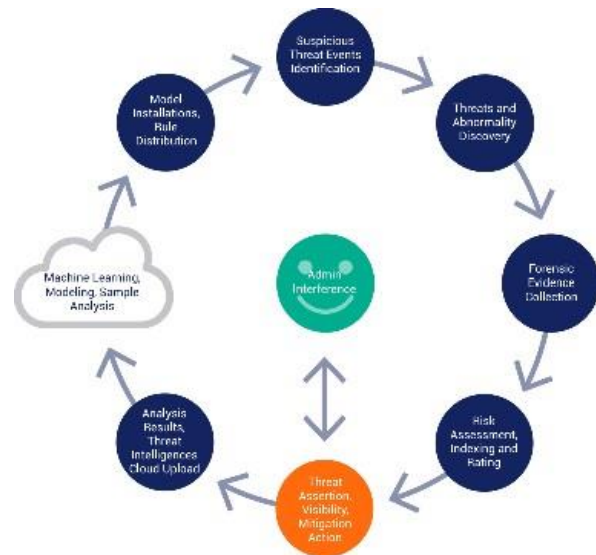 Suspicious
Threat Events
Identification
Threats and
Abnormality
Discovery
Forensic
Evidence
Collection
Risk
Assessment,
Indexing and
Rating
Threat
Assertion,
Visibility,
Mitigation
Action
Analysis
Results,
Threat
Intelligences
Cloud Upload
Machine Learning,
Modeling, Sample
Analysis
Model
Installations,
Rule
Distribution
Admin
Interference